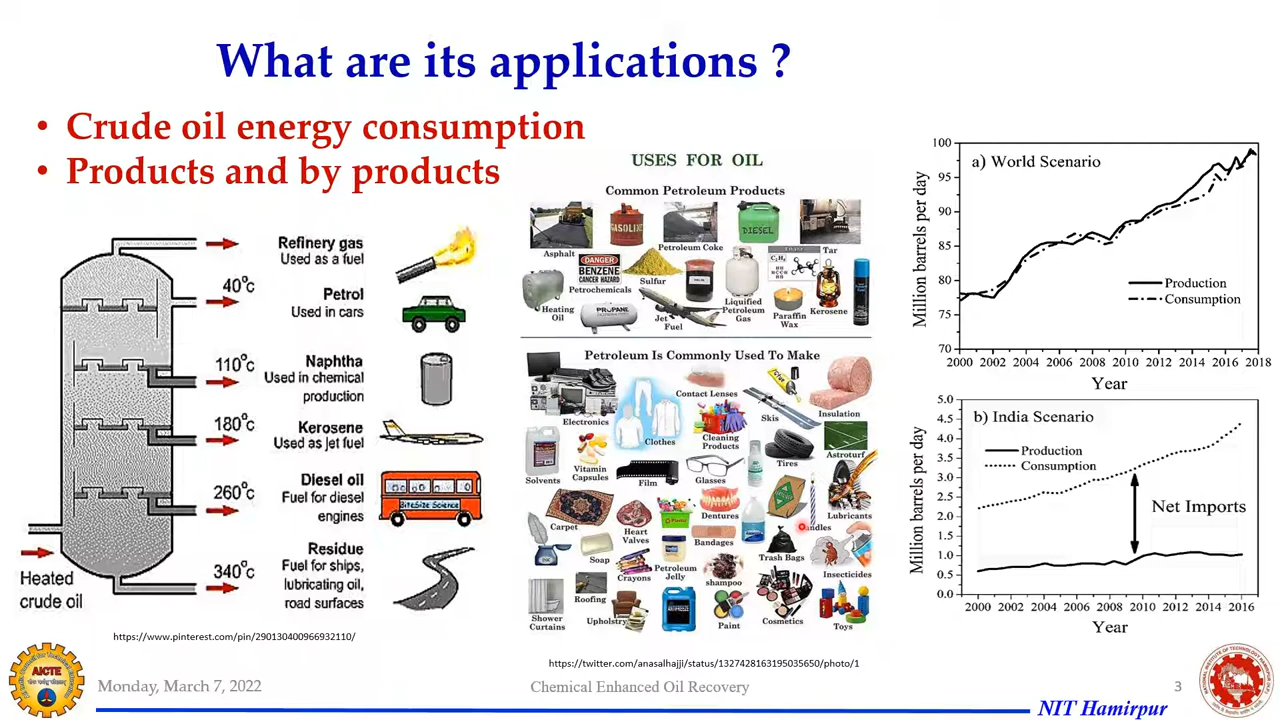 What are its applications ?
• Crude oil energy consumption
• Products and by products
Refinery gas
Used as a fuel
40°c
Petrol
Used in cars
110°c
Naphtha
Used in chemical
production
180°c
Kerosene
Used as jet fuel
260°c
Diesel oil
Fuel for diesel
engines
BiteSize Science
340°c
Residue
Fuel for ships,
lubricating oil,
road surfaces
Heated
crude oil
https://www.pinterest.com/pin/290130400966932110/
USES FOR OIL
Common Petroleum Products
GASOLINE
DIESEL
Asphalt
Petroleum Coke
Tar
DANGER
BENZENE
CANCER HAZARD
Petrochemicals
Sulfur
Heating
Oil
PROPANE
Jet
Fuel
Liquified
Petroleum
Gas
Paraffin
Wax
Kerosene
Petroleum Is Commonly Used To Make
Electronics
Clothes
Contact Lenses
Skis
Insulation
Cleaning
Products
Tires
Astroturf
Solvents
Vitamin
Capsules
Film
Glasses
Carpet
Heart
Valves
Dentures
Lubricants
Bandages
Trash Bags
Soap
Crayons
Petroleum
Jelly
shampoo
Insecticides
Shower
Curtains
Roofing
Upholstry
ANTIFREEZE
Paint
Cosmetics
Toys
https://twitter.com/anasalhajji/status/1327428163195035650/photo/1
a) World Scenario
Million barrels per day
100
95
90
85
80
75
70
Production
Consumption
2000 2002 2004 2006 2008 2010 2012 2014 2016 2018
Year
b) India Scenario
Million barrels per day
5.0
4.5
4.0
3.5
3.0
2.5
2.0
1.5
1.0
0.5
0.0
Production
Consumption
Net Imports
2000 2002 2004 2006 2008 2010 2012 2014 2016
Year
AICTE
Monday, March 7, 2022
Chemical Enhanced Oil Recovery
3
NIT Hamirpur